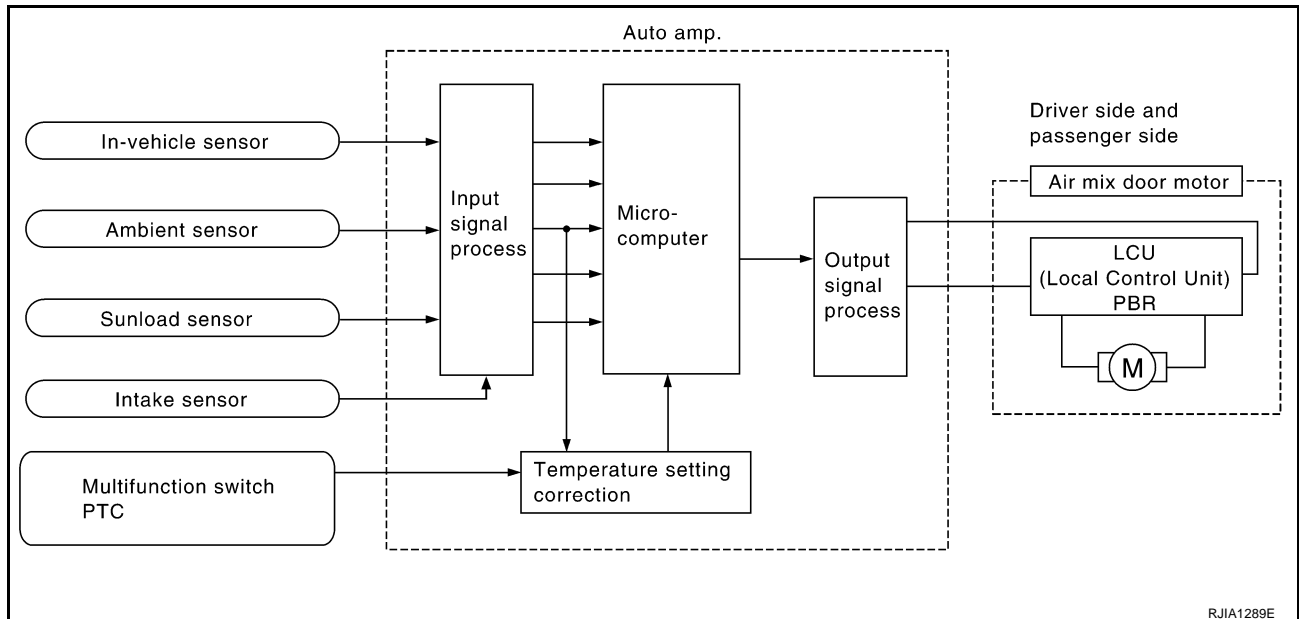 Auto amp.
In-vehicle sensor
Ambient sensor
Sunload sensor
Intake sensor
Multifunction switch
PTC
Input
signal
process
Micro-
computer
Temperature setting
correction
Output
signal
process
Driver side and
passenger side
Air mix door motor
LCU
(Local Control Unit)
PBR
M
RJIA1289E